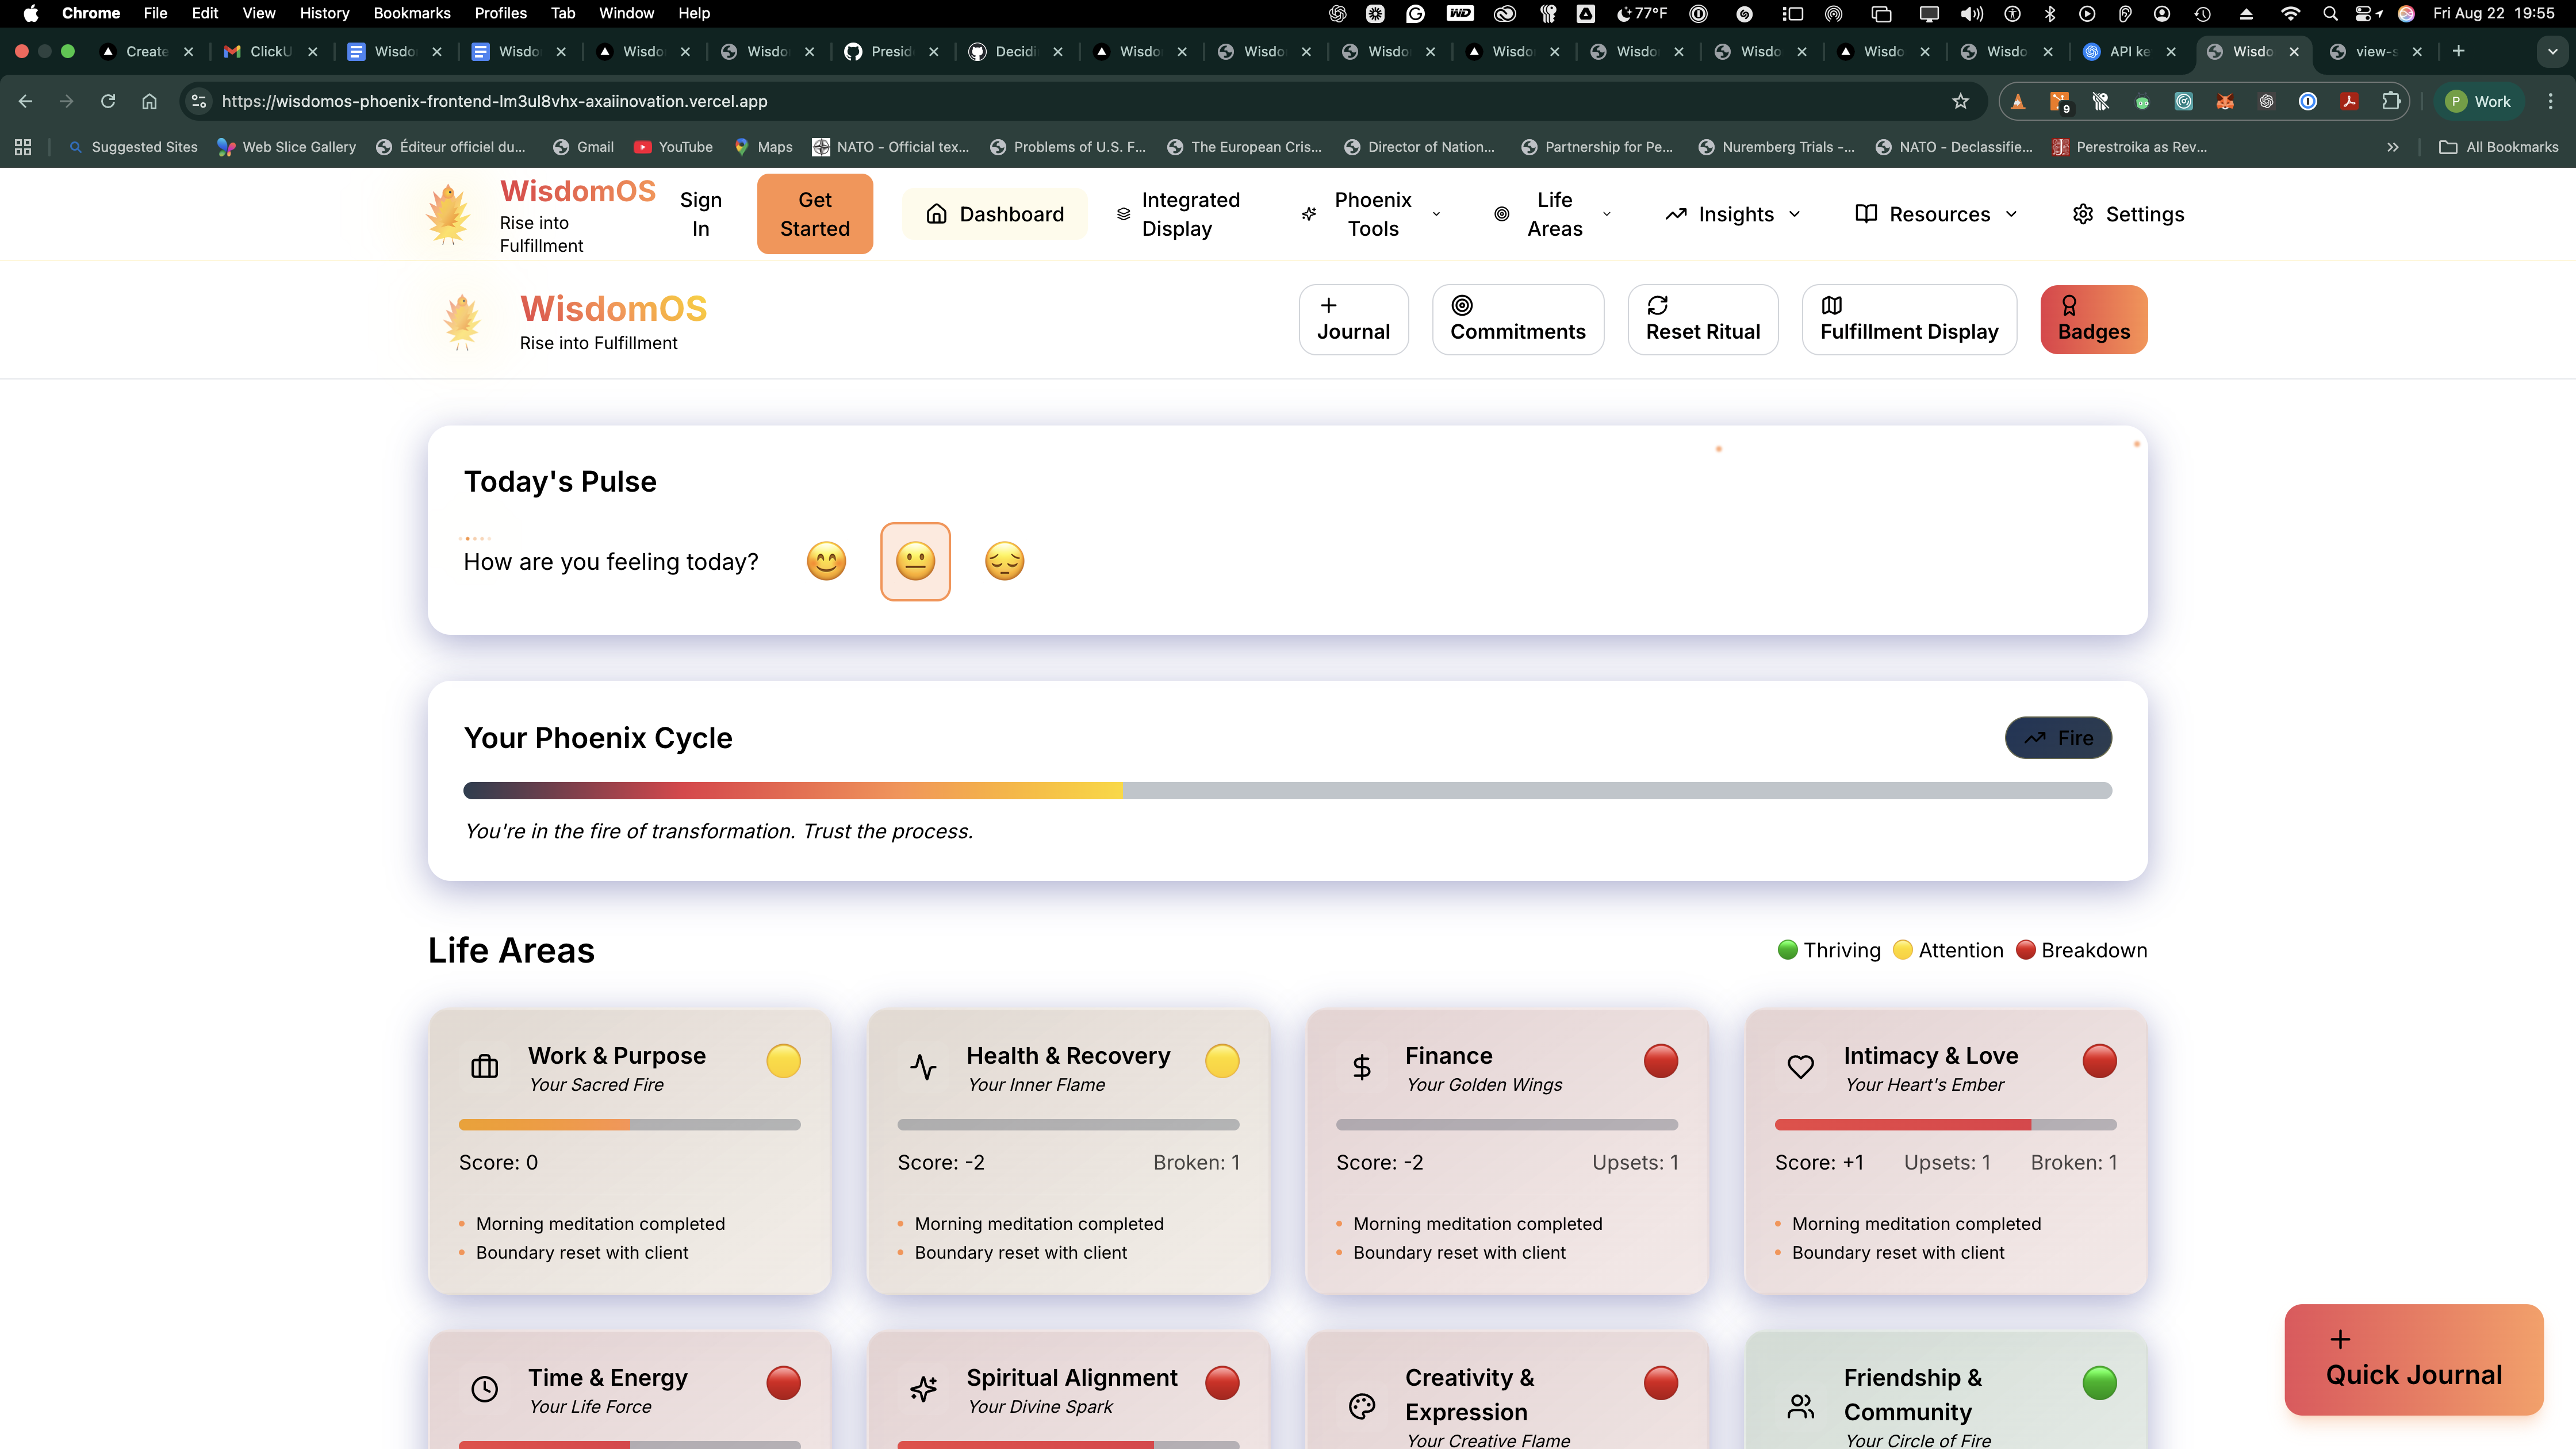 Chrome File Edit View History Bookmarks Profiles Tab Window Help 77°F Fri Aug 22 19:55
Create ClickU Wisdo Wisdo Wisdo Wisdo Presid Decidi Wisdo Wisdo Wisdo Wisdo Wisdo Wisdo Wisdo Wisdo API ke Wisdo view-s
https://wisdomos-phoenix-frontend-lm3ul8vhx-axaiinovation.vercel.app 9 P Work
Suggested Sites Web Slice Gallery Éditeur officiel du... Gmail YouTube Maps NATO - Official tex... Problems of U.S. F... The European Cris... Director of Nation... Partnership for Pe... Nuremberg Trials -... NATO - Declassifie... Perestroika as Rev... All Bookmarks
WisdomOS
Rise into
Fulfillment
Sign
In
Get
Started
Dashboard
Integrated
Display
Phoenix
Tools
Life
Areas
Insights
Resources
Settings
WisdomOS
Rise into Fulfillment
Journal
Commitments
Reset Ritual
Fulfillment Display
Badges
Today's Pulse
How are you feeling today?
Your Phoenix Cycle
Fire
You're in the fire of transformation. Trust the process.
Life Areas
Thriving Attention Breakdown
Work & Purpose
Your Sacred Fire
Score: 0
Morning meditation completed
Boundary reset with client
Health & Recovery
Your Inner Flame
Score: -2 Broken: 1
Morning meditation completed
Boundary reset with client
Finance
Your Golden Wings
Score: -2 Upsets: 1
Morning meditation completed
Boundary reset with client
Intimacy & Love
Your Heart's Ember
Score: +1 Upsets: 1 Broken: 1
Morning meditation completed
Boundary reset with client
Time & Energy
Your Life Force
Spiritual Alignment
Your Divine Spark
Creativity &
Expression
Your Creative Flame
Friendship &
Community
Your Circle of Fire
Quick Journal